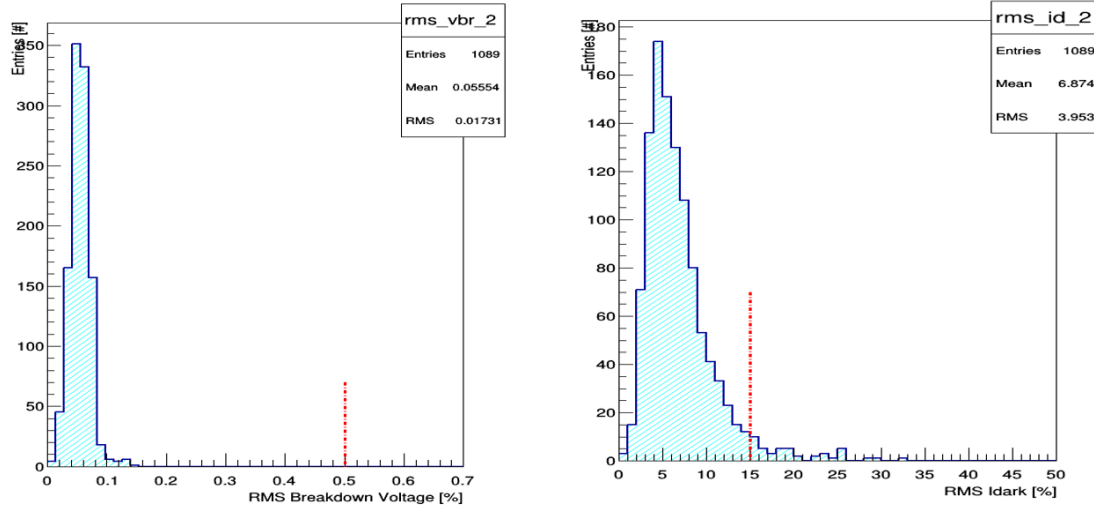 rms_vbr_2
Entries 1089
Mean 0.05554
RMS 0.01731
Entries [#]
350
300
250
200
150
100
50
0
0 0.1 0.2 0.3 0.4 0.5 0.6 0.7
RMS Breakdown Voltage [%]
rms_id_2
Entries 1089
Mean 6.874
RMS 3.953
Entries [#]
180
160
140
120
100
80
60
40
20
0
0 5 10 15 20 25 30 35 40 45 50
RMS Idark [%]